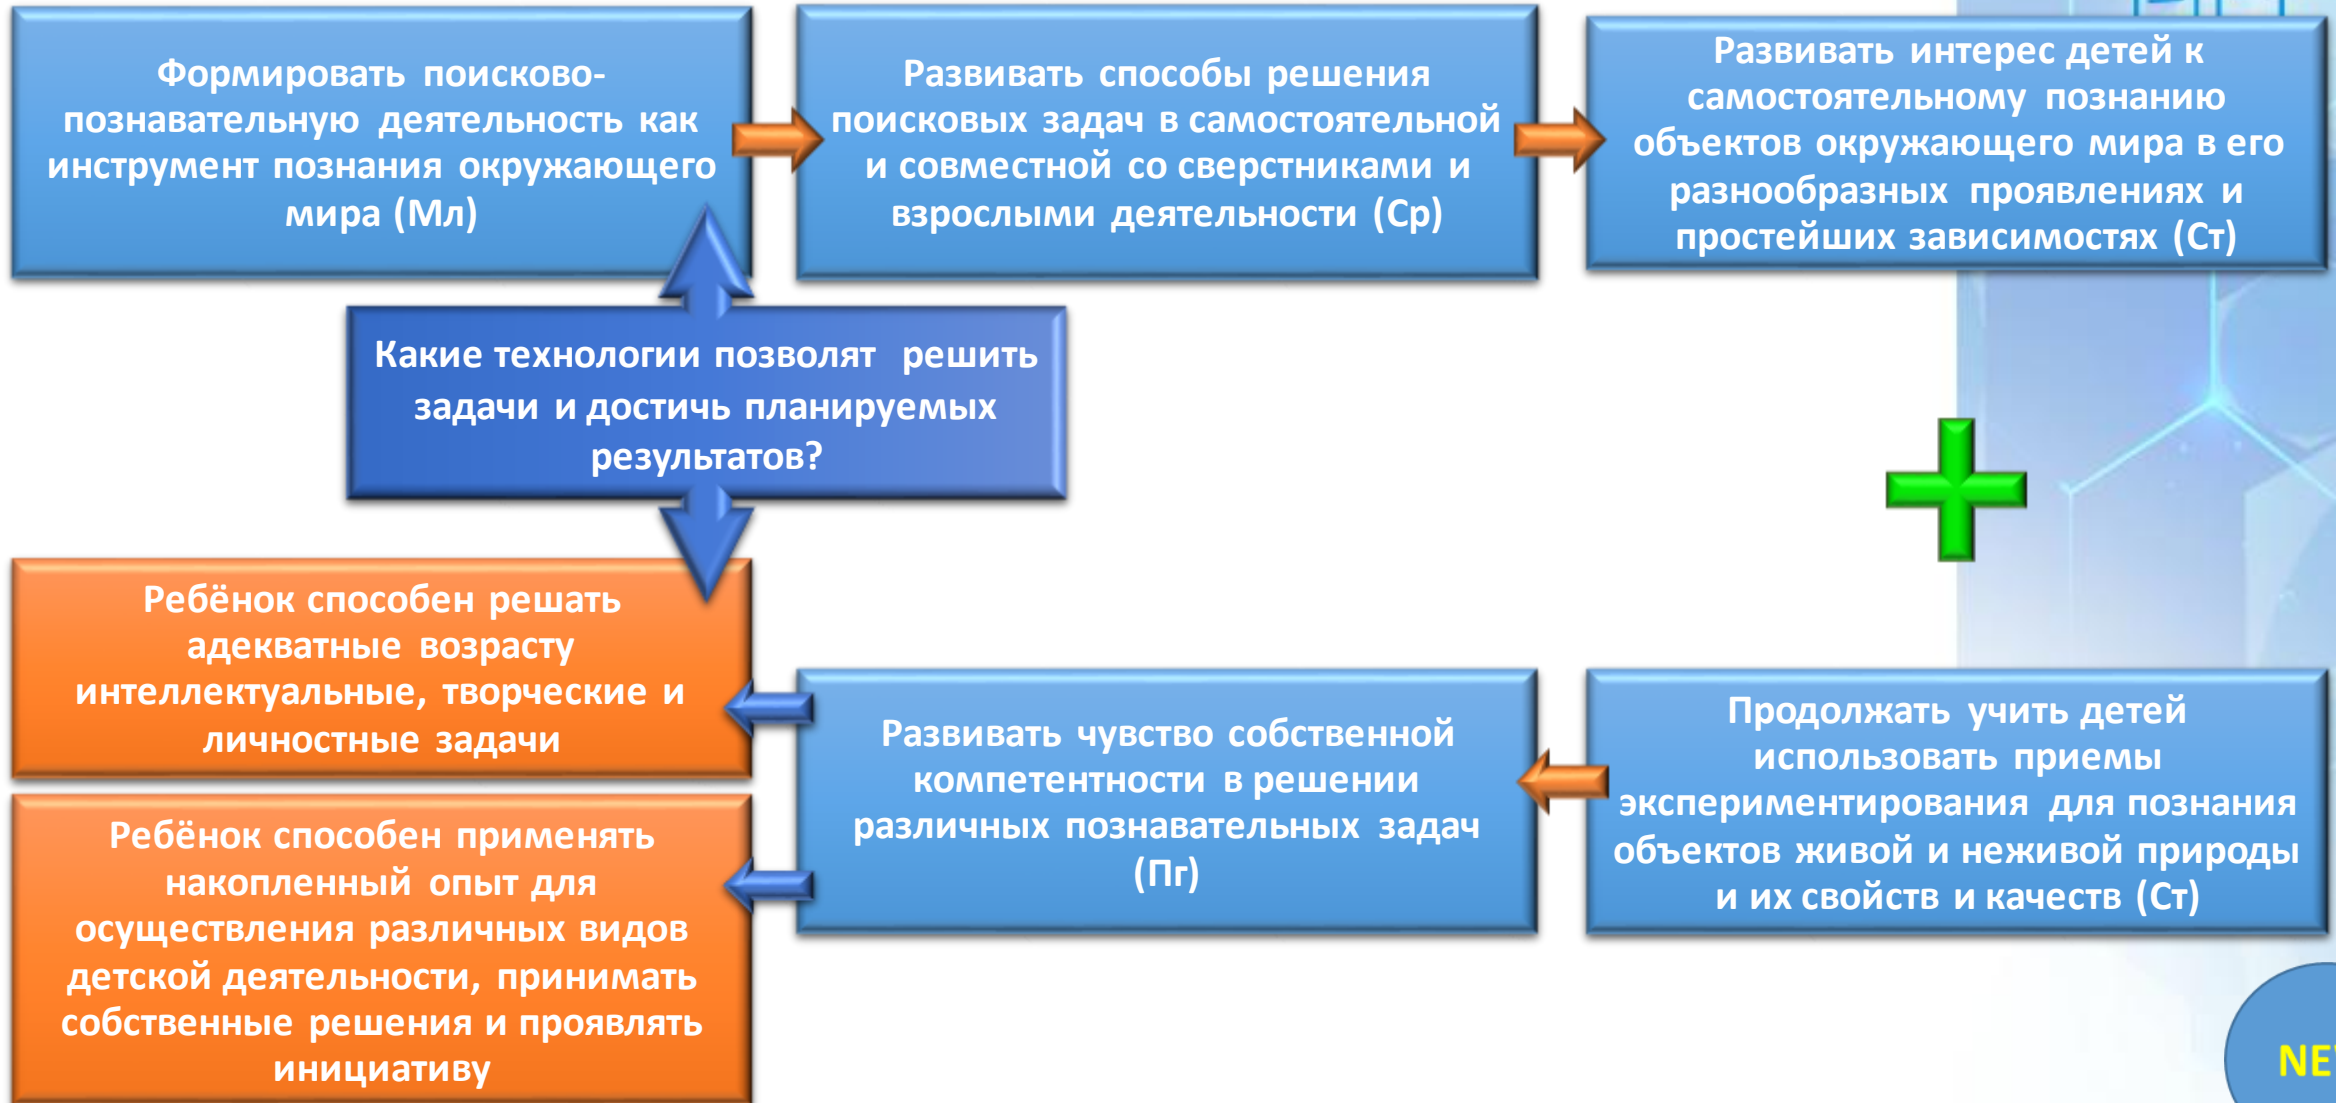 Формировать поисково-
познавательную деятельность как
инструмент познания окружающего
мира (Мл)
Развивать способы решения
поисковых задач в самостоятельной
и совместной со сверстниками и
взрослыми деятельности (Ср)
Развивать интерес детей к
самостоятельному познанию
объектов окружающего мира в его
разнообразных проявлениях и
простейших зависимостях (Ст)
Какие технологии позволят решить
задачи и достичь планируемых
результатов?
Ребёнок способен решать
адекватные возрасту
интеллектуальные, творческие и
личностные задачи
Развивать чувство собственной
компетентности в решении
различных познавательных задач
(Пг)
Продолжать учить детей
использовать приемы
экспериментирования для познания
объектов живой и неживой природы
и их свойств и качеств (Ст)
Ребёнок способен применять
накопленный опыт для
осуществления различных видов
детской деятельности, принимать
собственные решения и проявлять
инициативу